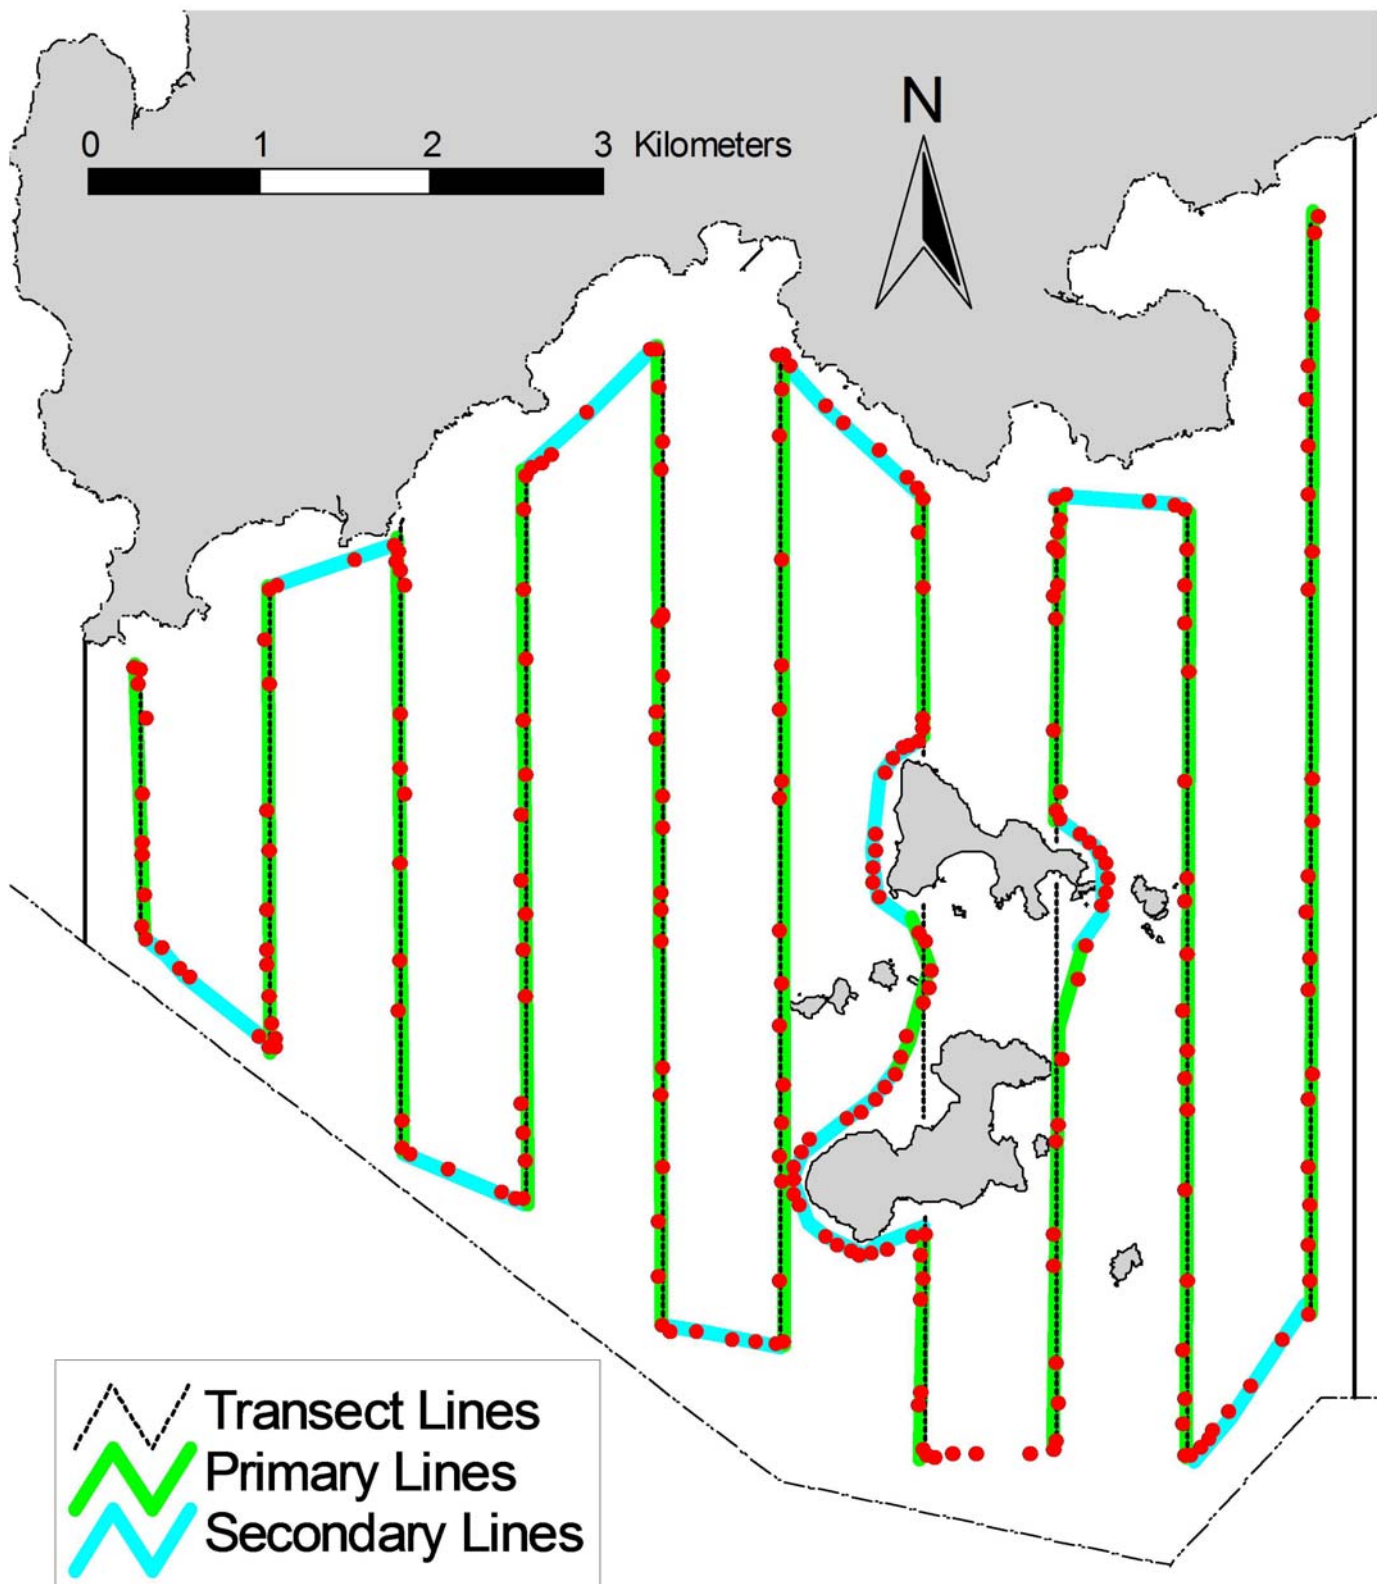 N
0 1 2 3 Kilometers
Transect Lines
Primary Lines
Secondary Lines